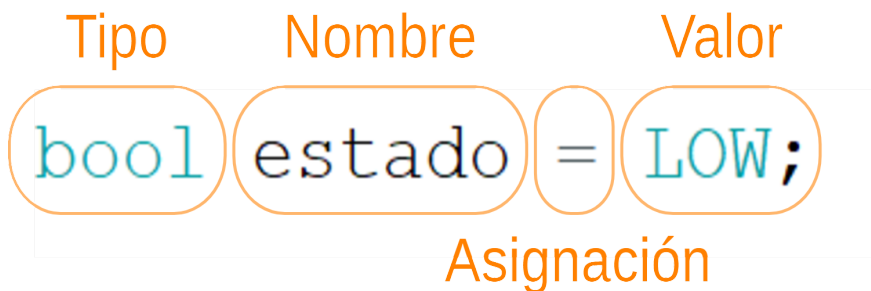 Tipo Nombre Valor
bool estado = LOW;
Asignación